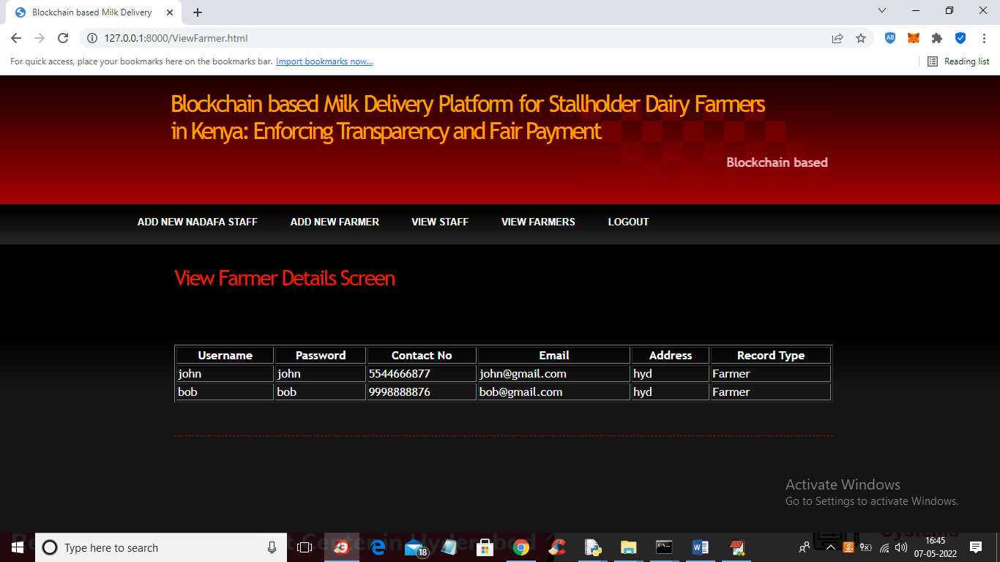 Blockchain based Milk Delivery
127.0.0.1:8000/ViewFarmer.html
For quick access, place your bookmarks here on the bookmarks bar. Import bookmarks now...
Reading list
Blockchain based Milk Delivery Platform for Stallholder Dairy Farmers
in Kenya: Enforcing Transparency and Fair Payment
Blockchain based
ADD NEW NADAFA STAFF ADD NEW FARMER VIEW STAFF VIEW FARMERS LOGOUT
View Farmer Details Screen
Username Password Contact No Email Address Record Type
john john 5544666877 john@gmail.com hyd Farmer
bob bob 9998888876 bob@gmail.com hyd Farmer
Activate Windows
Go to Settings to activate Windows.
Type here to search
18
16:45
07-05-2022